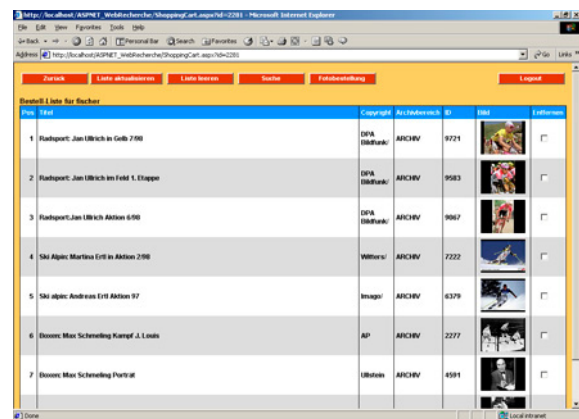 http://localhost/ASPNET_WebRecherche/ShoppingCart.aspx?id=2281 - Microsoft Internet Explorer
File Edit View Favorites Tools Help
Back Personal Bar Search Favorites
Address http://localhost/ASPNET_WebRecherche/ShoppingCart.aspx?id=2281 Go Links
Zurück Liste aktualisieren Liste leeren Suche Fotobestellung Logout
Bestell-Liste für fischer
Pos Titel Copyright Archivbereich ID Bild Entfernen
1 Radsport: Jan Ullrich in Gelb 7/98 DPA Bildfunk/ ARCHIV 9721
2 Radsport: Jan Ullrich im Feld 1. Etappe DPA Bildfunk/ ARCHIV 9583
3 Radsport:Jan Ullrich Aktion 6/98 DPA Bildfunk/ ARCHIV 9067
4 Ski Alpin: Martina Ertl in Aktion 2/98 Witters/ ARCHIV 7222
5 Ski alpin: Andreas Ertl Aktion 97 Imago/ ARCHIV 6379
6 Boxen: Max Schmeling Kampf J. Louis AP ARCHIV 2277
7 Boxen: Max Schmeling Porträt Ullstein ARCHIV 4591
Done Local intranet